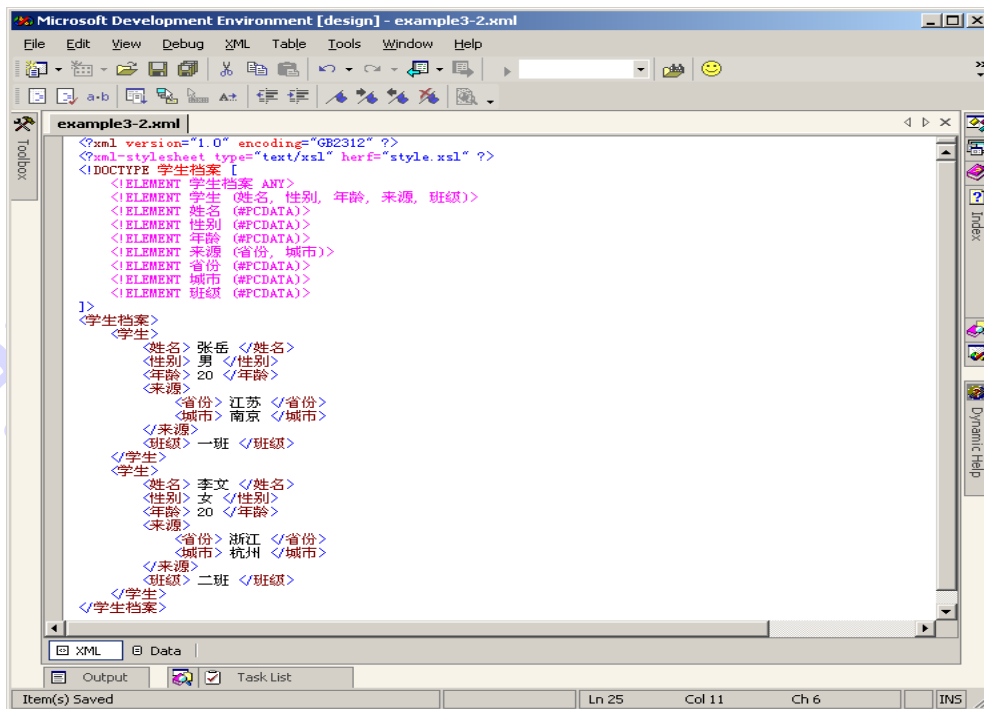 Microsoft Development Environment [design] - example3-2.xml
File Edit View Debug XML Table Tools Window Help
a•b
Toolbox
example3-2.xml
<?xml version="1.0" encoding="GB2312" ?>
<?xml-stylesheet type="text/xsl" herf="style.xsl" ?>
<!DOCTYPE 学生档案 [
<!ELEMENT 学生档案 ANY>
<!ELEMENT 学生 (姓名, 性别, 年龄, 来源, 班级)>
<!ELEMENT 姓名 (#PCDATA)>
<!ELEMENT 性别 (#PCDATA)>
<!ELEMENT 年龄 (#PCDATA)>
<!ELEMENT 来源 (省份, 城市)>
<!ELEMENT 省份 (#PCDATA)>
<!ELEMENT 城市 (#PCDATA)>
<!ELEMENT 班级 (#PCDATA)>
]>
<学生档案>
<学生>
<姓名> 张岳 </姓名>
<性别> 男 </性别>
<年龄> 20 </年龄>
<来源>
<省份> 江苏 </省份>
<城市> 南京 </城市>
</来源>
<班级> 一班 </班级>
</学生>
<学生>
<姓名> 李文 </姓名>
<性别> 女 </性别>
<年龄> 20 </年龄>
<来源>
<省份> 浙江 </省份>
<城市> 杭州 </城市>
</来源>
<班级> 二班 </班级>
</学生>
</学生档案>
Index
Dynamic Help
XML Data
Output Task List
Item(s) Saved Ln 25 Col 11 Ch 6 INS